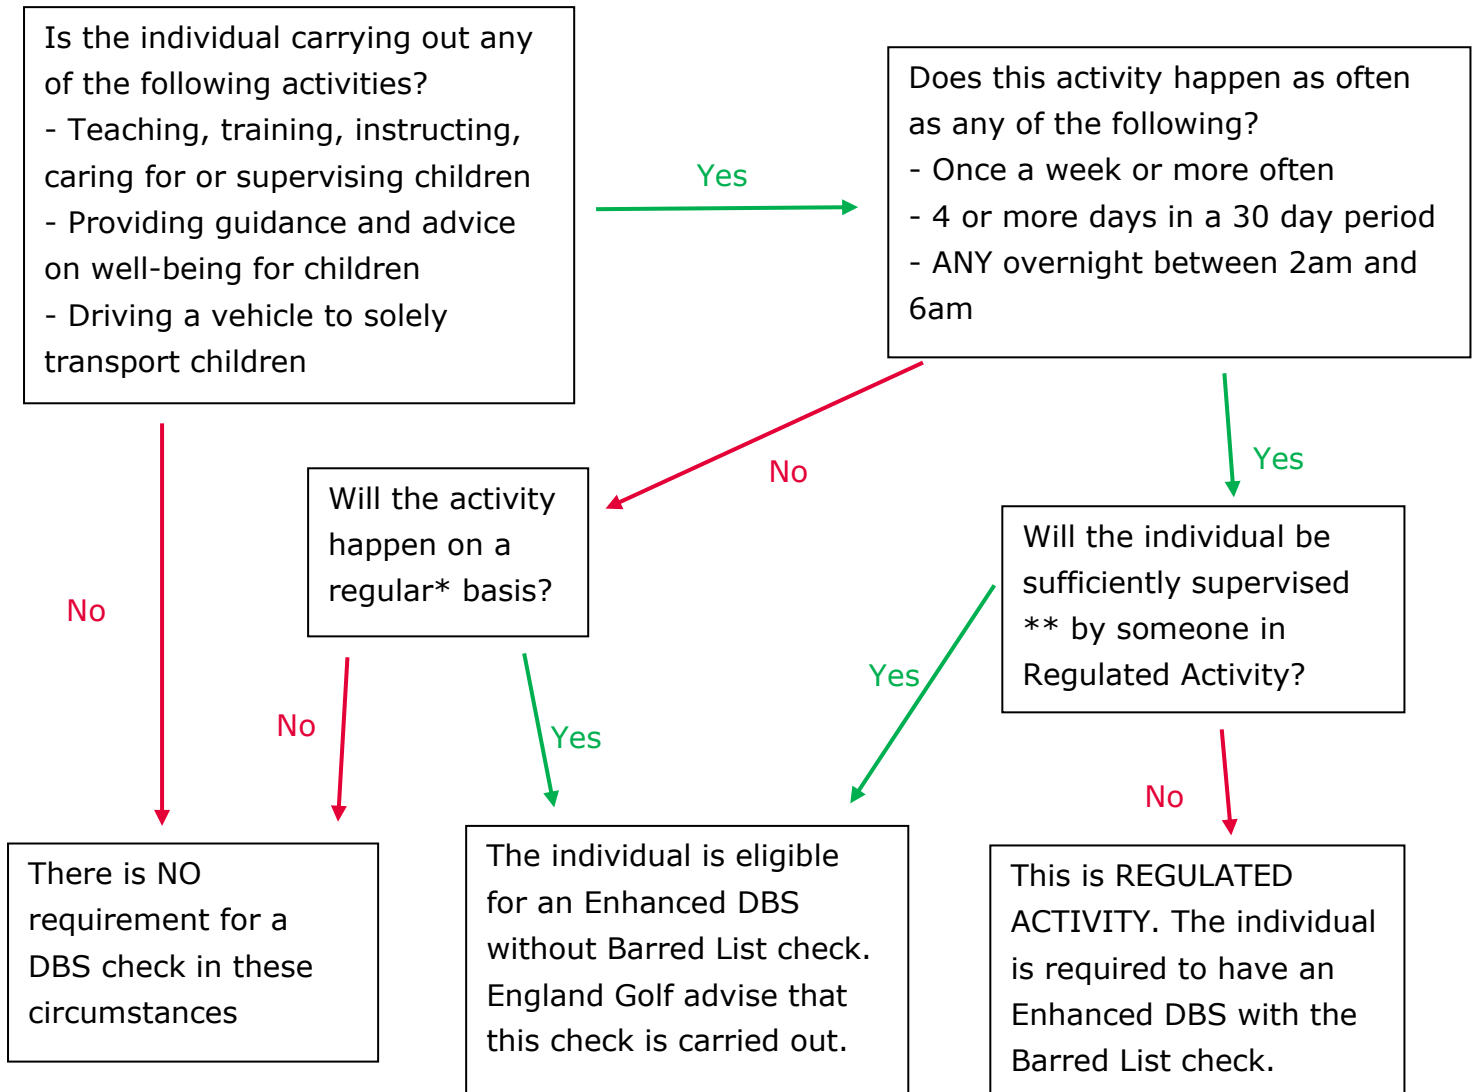 Is the individual carrying out any
of the following activities?
- Teaching, training, instructing,
caring for or supervising children
- Providing guidance and advice
on well-being for children
- Driving a vehicle to solely
transport children
Yes
Does this activity happen as often
as any of the following?
- Once a week or more often
- 4 or more days in a 30 day period
- ANY overnight between 2am and
6am
No
Yes
Will the activity
happen on a
regular* basis?
Will the individual be
sufficiently supervised
** by someone in
Regulated Activity?
No
No
Yes
Yes
No
There is NO
requirement for a
DBS check in these
circumstances
The individual is eligible
for an Enhanced DBS
without Barred List check.
England Golf advise that
this check is carried out.
This is REGULATED
ACTIVITY. The individual
is required to have an
Enhanced DBS with the
Barred List check.